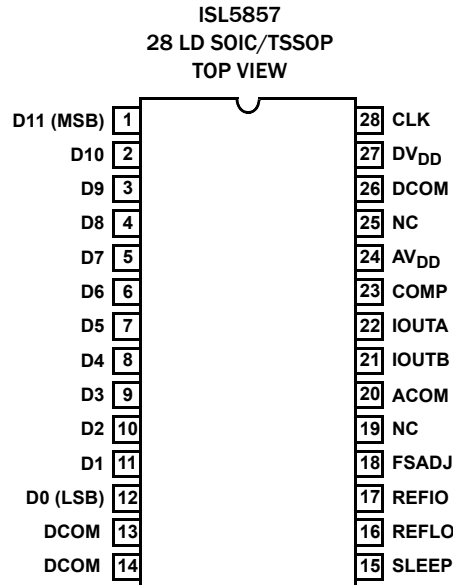 ISL5857
28 LD SOIC/TSSOP
TOP VIEW
D11 (MSB) 1 28 CLK
D10 2 27 DVDD
D9 3 26 DCOM
D8 4 25 NC
D7 5 24 AVDD
D6 6 23 COMP
D5 7 22 IOUTA
D4 8 21 IOUTB
D3 9 20 ACOM
D2 10 19 NC
D1 11 18 FSADJ
D0 (LSB) 12 17 REFIO
DCOM 13 16 REFLO
DCOM 14 15 SLEEP